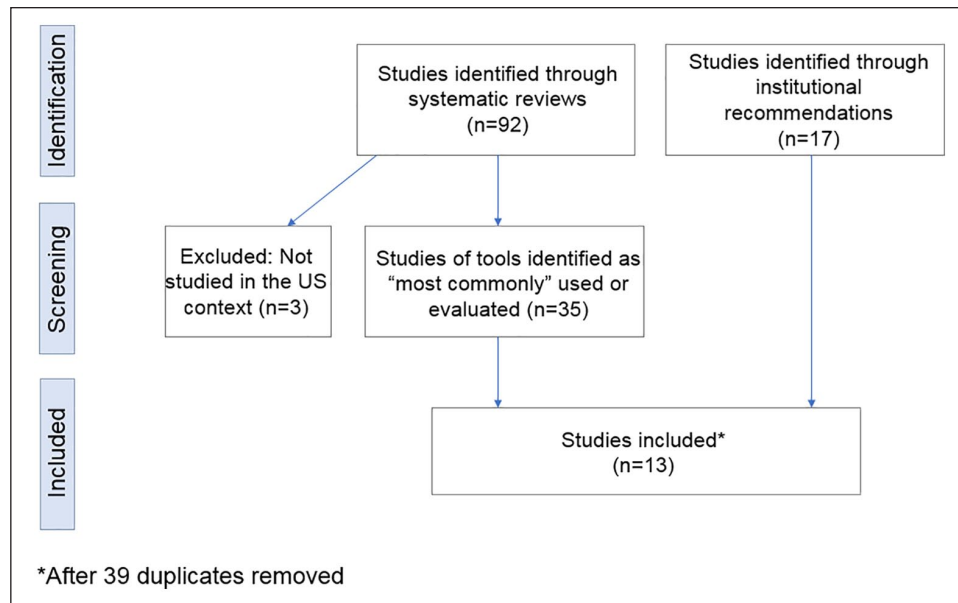 Identification
Studies identified through
systematic reviews
(n=92)
Studies identified through
institutional
recommendations
(n=17)
Screening
Excluded: Not
studied in the US
context (n=3)
Studies of tools identified as
“most commonly” used or
evaluated (n=35)
Included
Studies included*
(n=13)
*After 39 duplicates removed